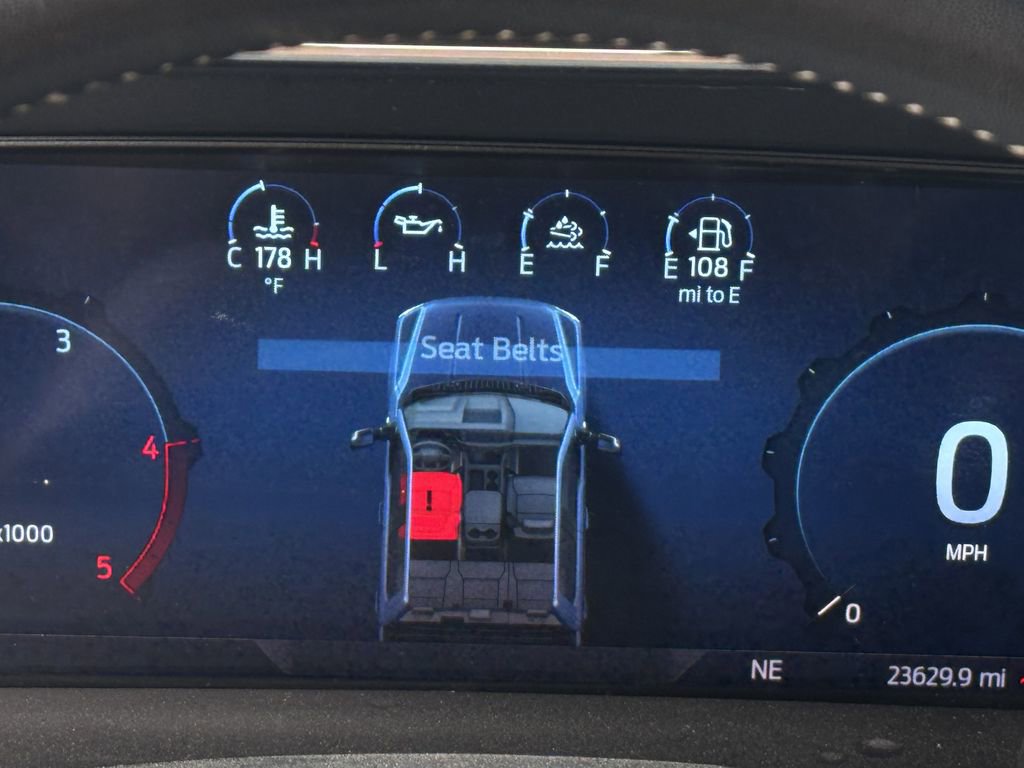 C 178 H
°F
L H
E F
E 108 F
mi to E
Seat Belts
3
4
5
x1000
!
0
MPH
0
NE
23629.9 mi